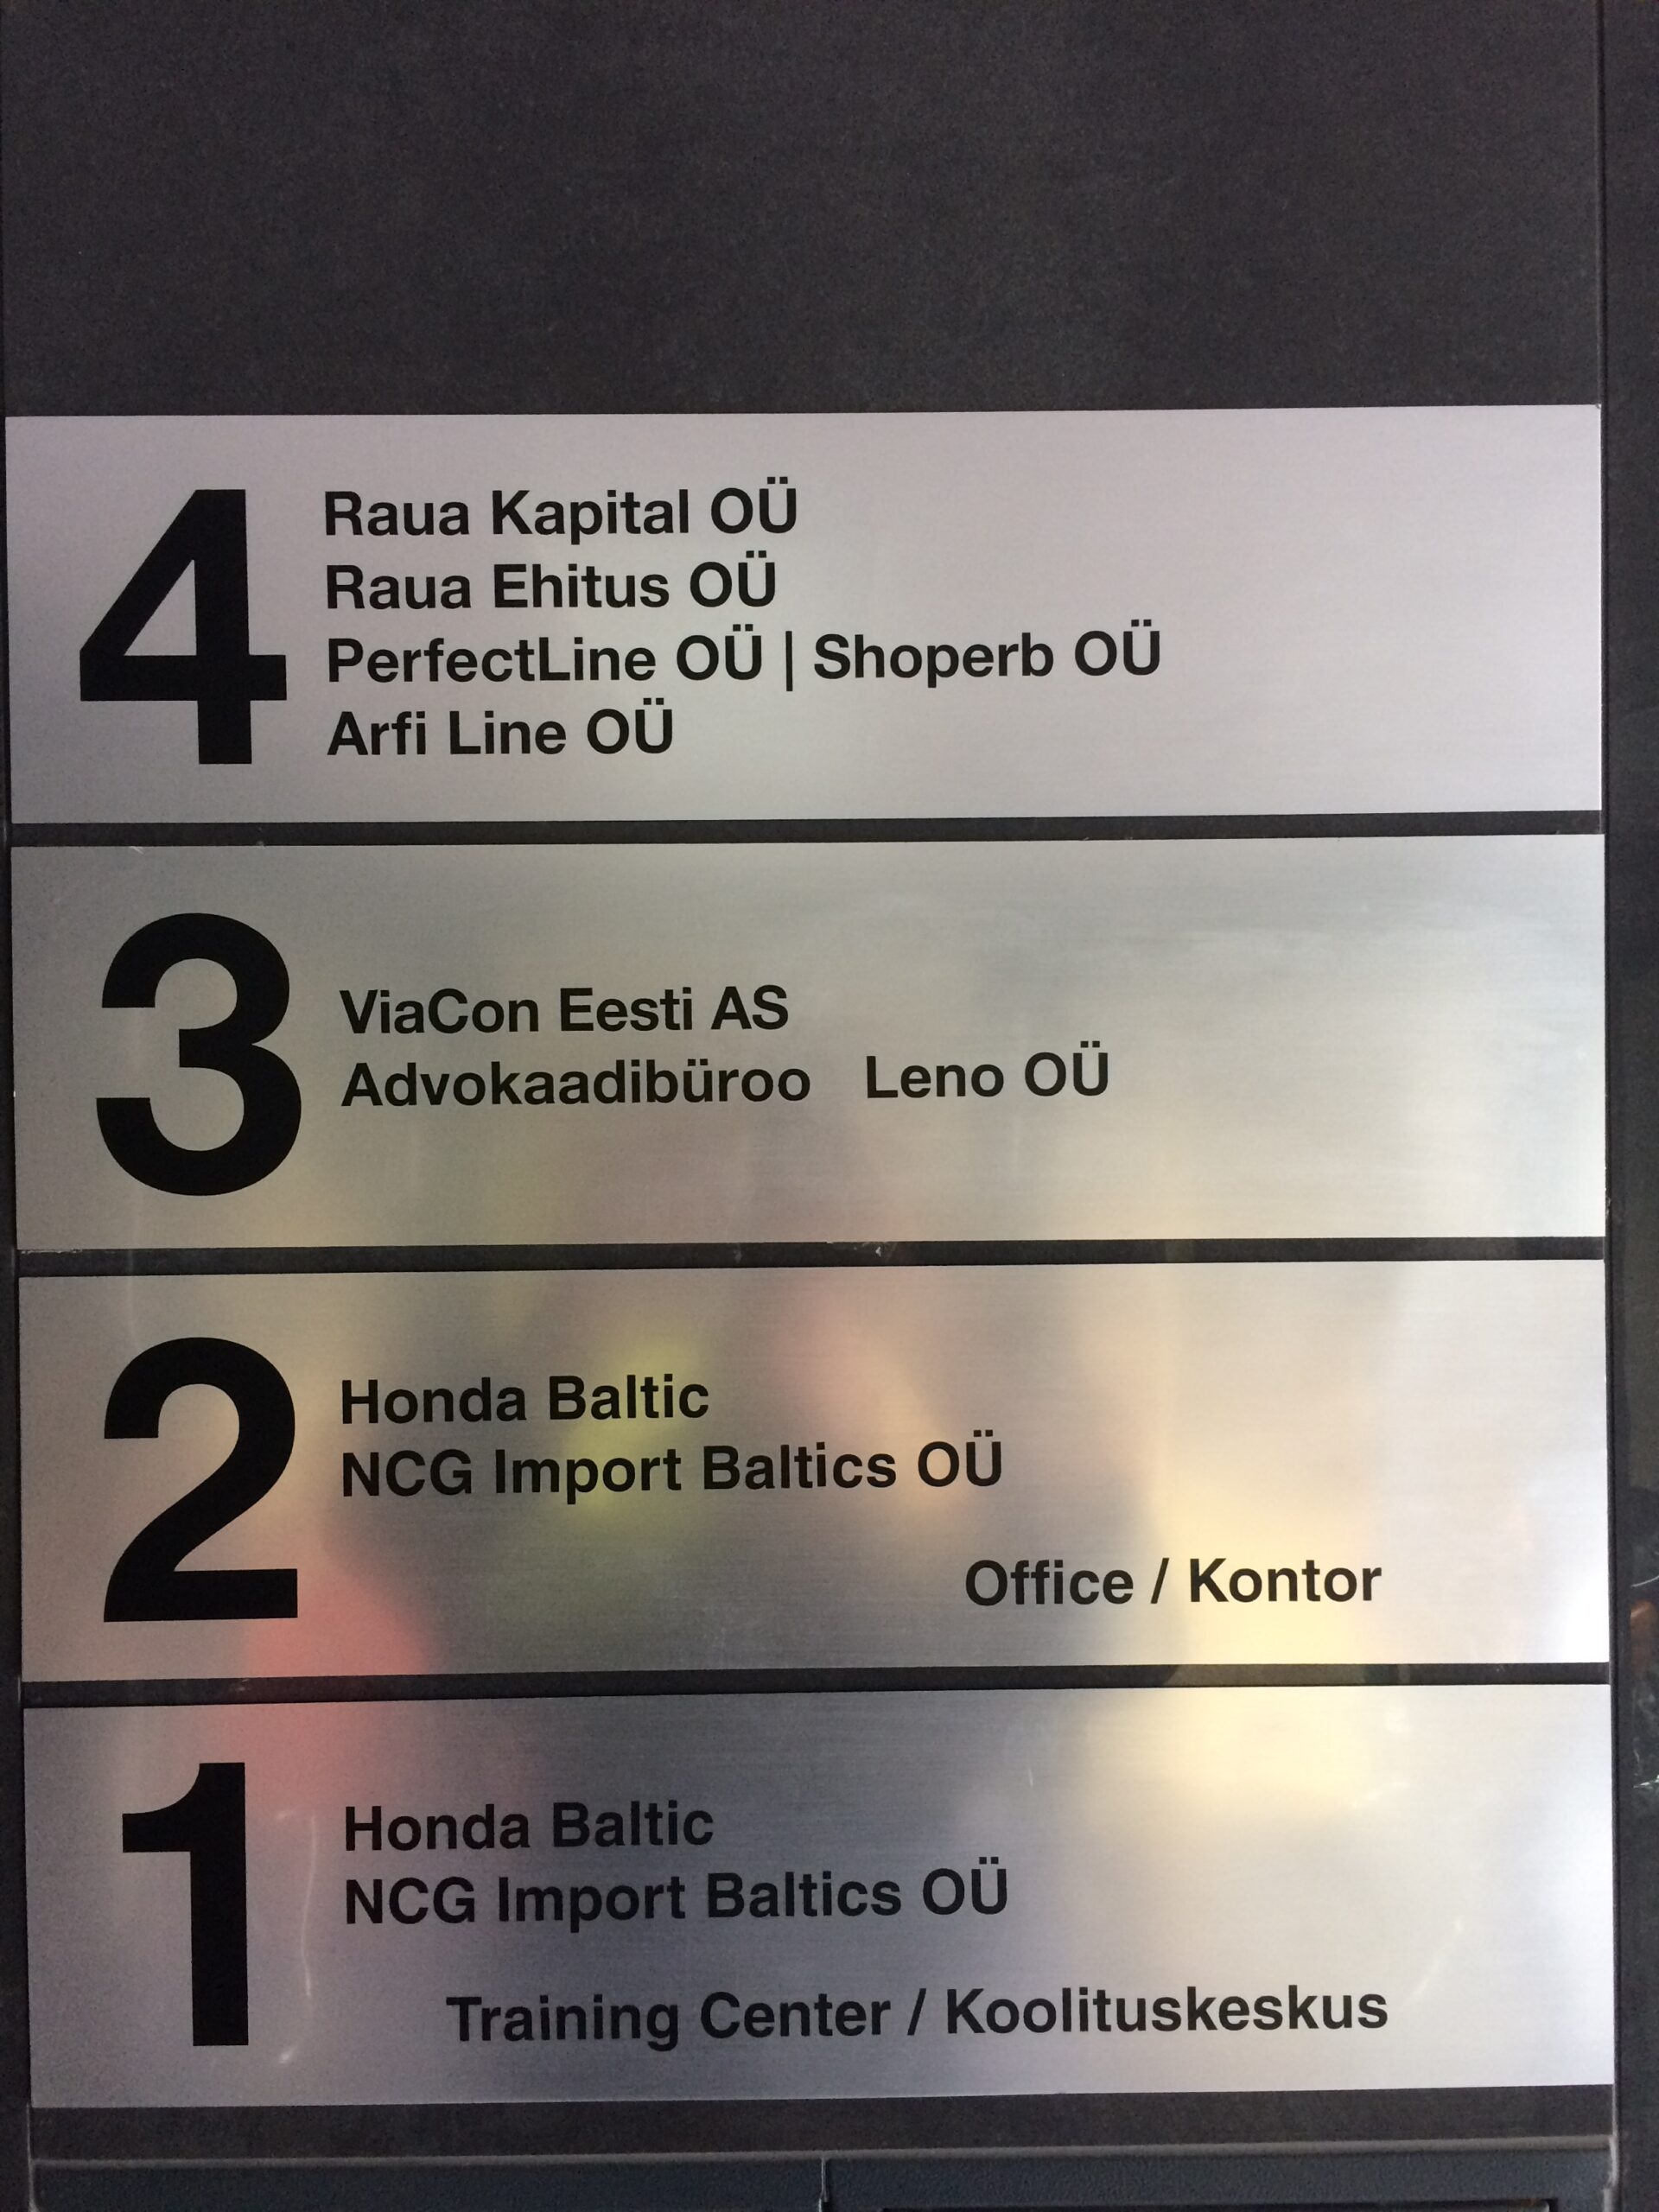 4
Raua Kapital OÜ
Raua Ehitus OÜ
PerfectLine OÜ | Shoperb OÜ
Arfi Line OÜ
3
ViaCon Eesti AS
Advokaadibüroo Leno OÜ
2
Honda Baltic
NCG Import Baltics OÜ
Office / Kontor
1
Honda Baltic
NCG Import Baltics OÜ
Training Center / Koolituskeskus